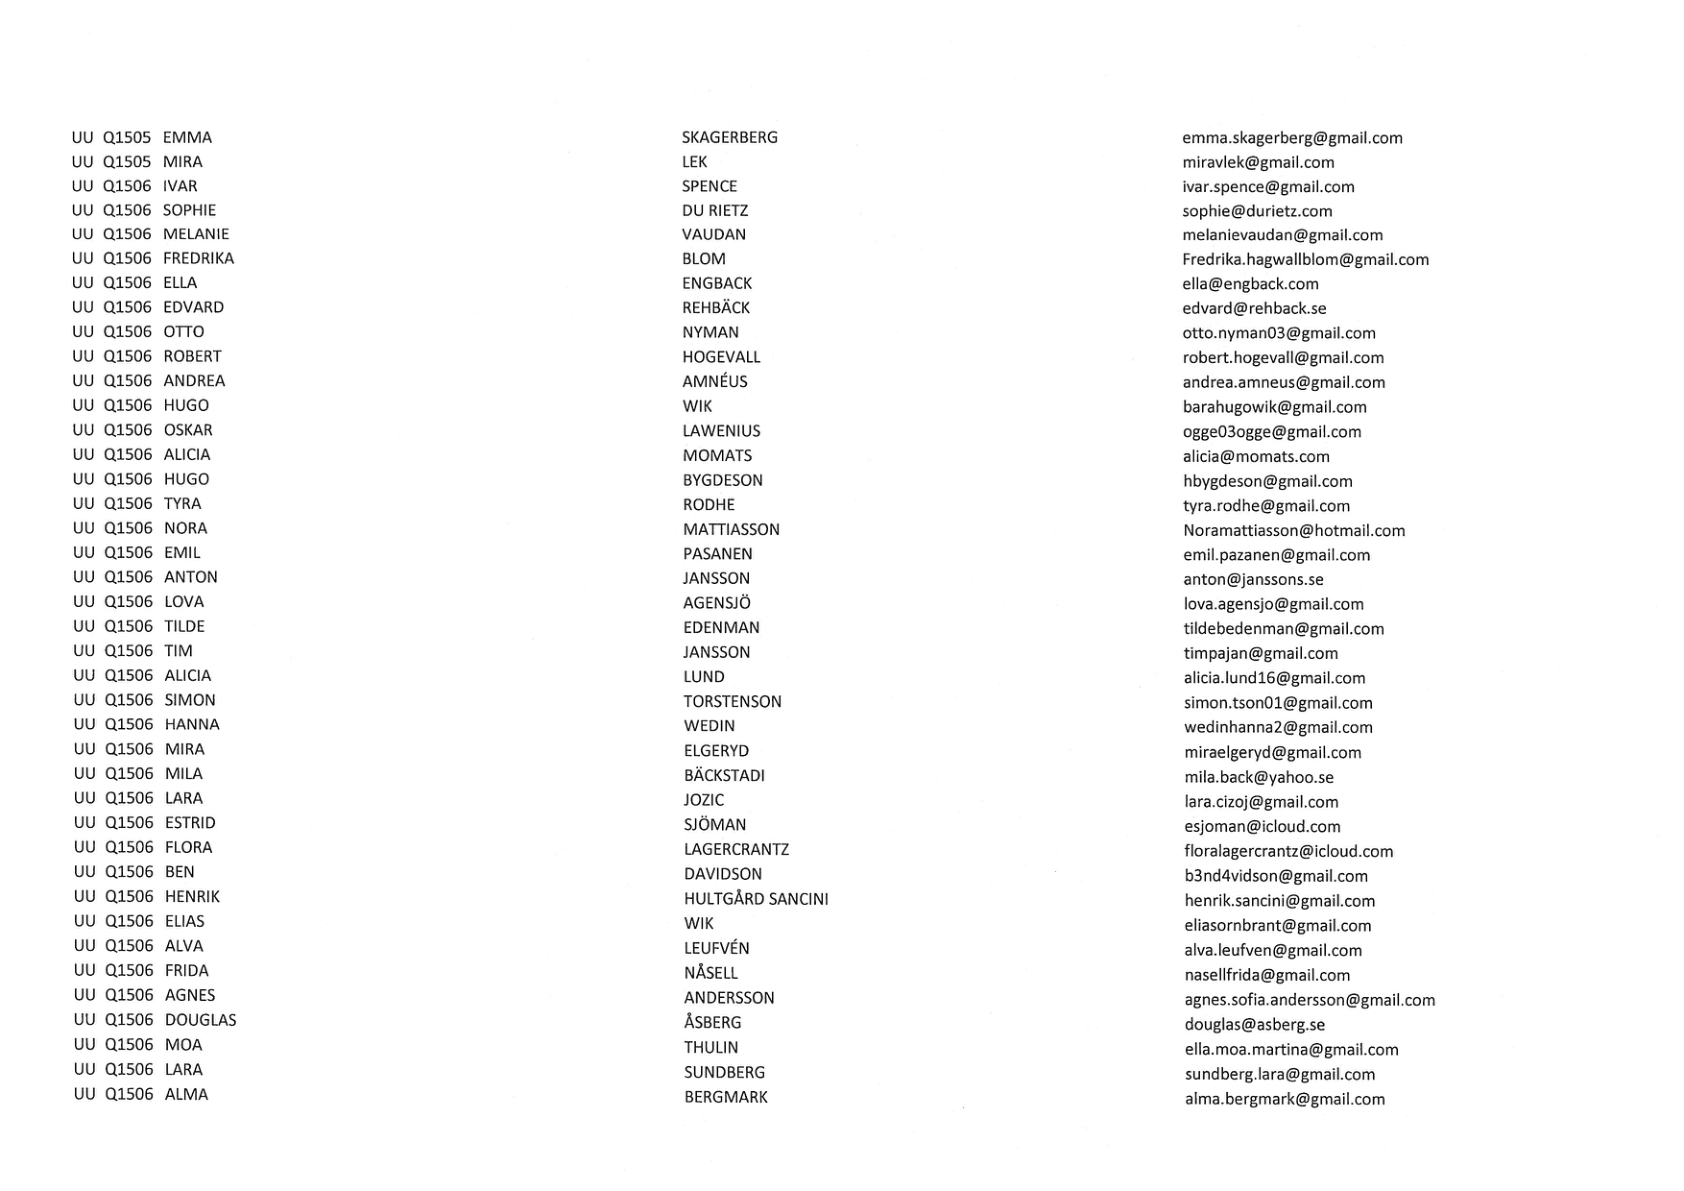 UU Q1505 EMMA SKAGERBERG emma.skagerberg@gmail.com
UU Q1505 MIRA LEK miravlek@gmail.com
UU Q1506 IVAR SPENCE ivar.spence@gmail.com
UU Q1506 SOPHIE DU RIETZ sophie@durietz.com
UU Q1506 MELANIE VAUDAN melanievaudan@gmail.com
UU Q1506 FREDRIKA BLOM Fredrika.hagwallblom@gmail.com
UU Q1506 ELLA ENGBACK ella@engback.com
UU Q1506 EDVARD REHBÄCK edvard@rehback.se
UU Q1506 OTTO NYMAN otto.nyman03@gmail.com
UU Q1506 ROBERT HOGEVALL robert.hogevall@gmail.com
UU Q1506 ANDREA AMNÉUS andrea.amneus@gmail.com
UU Q1506 HUGO WIK barahugowik@gmail.com
UU Q1506 OSKAR LAWENIUS ogge03ogge@gmail.com
UU Q1506 ALICIA MOMATS alicia@momats.com
UU Q1506 HUGO BYGDESON hbygdeson@gmail.com
UU Q1506 TYRA RODHE tyra.rodhe@gmail.com
UU Q1506 NORA MATTIASSON Noramattiasson@hotmail.com
UU Q1506 EMIL PASANEN emil.pazanen@gmail.com
UU Q1506 ANTON JANSSON anton@janssons.se
UU Q1506 LOVA AGENSJÖ lova.agensjo@gmail.com
UU Q1506 TILDE EDENMAN tildebedenman@gmail.com
UU Q1506 TIM JANSSON timpajan@gmail.com
UU Q1506 ALICIA LUND alicia.lund16@gmail.com
UU Q1506 SIMON TORSTENSON simon.tson01@gmail.com
UU Q1506 HANNA WEDIN wedinhanna2@gmail.com
UU Q1506 MIRA ELGERYD miraelgeryd@gmail.com
UU Q1506 MILA BÄCKSTADI mila.back@yahoo.se
UU Q1506 LARA JOZIC lara.cizoj@gmail.com
UU Q1506 ESTRID SJÖMAN esjoman@icloud.com
UU Q1506 FLORA LAGERCRANTZ floralagercrantz@icloud.com
UU Q1506 BEN DAVIDSON b3nd4vidson@gmail.com
UU Q1506 HENRIK HULTGÅRD SANCINI henrik.sancini@gmail.com
UU Q1506 ELIAS WIK eliasornbrant@gmail.com
UU Q1506 ALVA LEUFVÉN alva.leufven@gmail.com
UU Q1506 FRIDA NÅSELL nasellfrida@gmail.com
UU Q1506 AGNES ANDERSSON agnes.sofia.andersson@gmail.com
UU Q1506 DOUGLAS ÅSBERG douglas@asberg.se
UU Q1506 MOA THULIN ella.moa.martina@gmail.com
UU Q1506 LARA SUNDBERG sundberg.lara@gmail.com
UU Q1506 ALMA BERGMARK alma.bergmark@gmail.com